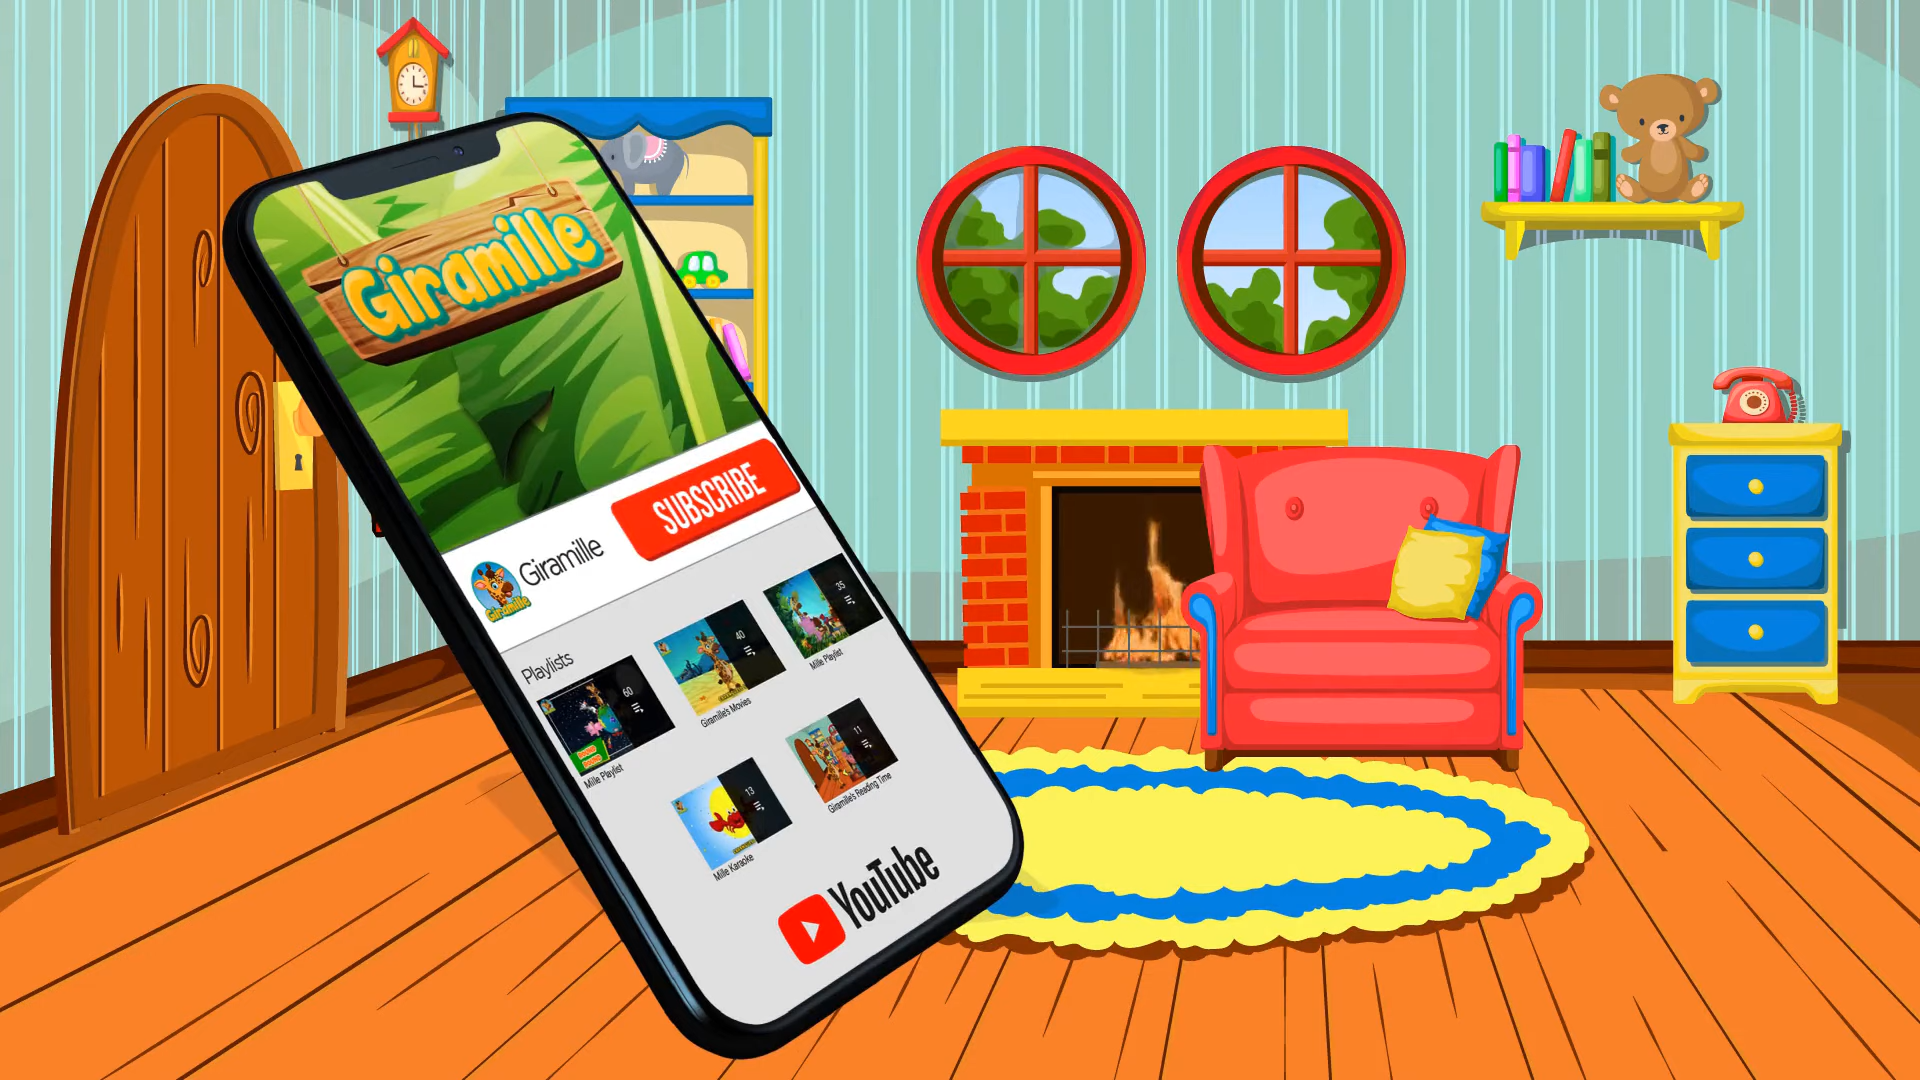 Giramille
SUBSCRIBE
Giramille
Giramille
Playlists
60
Mille Playlist
40
Giramille's Movies
35
Mille Playlist
13
Mille Karaoke
11
Giramille's Reading Time
YouTube